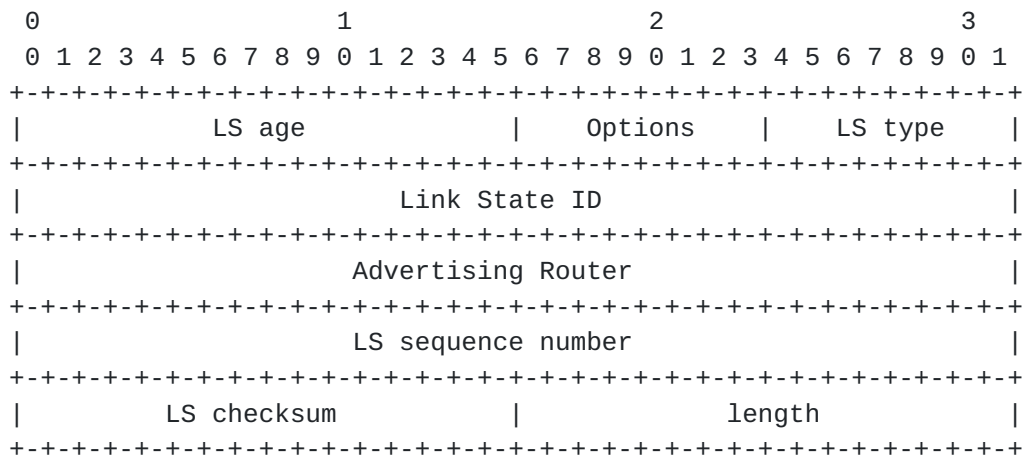 0                   1                   2                   3
 0 1 2 3 4 5 6 7 8 9 0 1 2 3 4 5 6 7 8 9 0 1 2 3 4 5 6 7 8 9 0 1
+-+-+-+-+-+-+-+-+-+-+-+-+-+-+-+-+-+-+-+-+-+-+-+-+-+-+-+-+-+-+-+-+
|            LS age             |    Options    |    LS type    |
+-+-+-+-+-+-+-+-+-+-+-+-+-+-+-+-+-+-+-+-+-+-+-+-+-+-+-+-+-+-+-+-+
|                        Link State ID                          |
+-+-+-+-+-+-+-+-+-+-+-+-+-+-+-+-+-+-+-+-+-+-+-+-+-+-+-+-+-+-+-+-+
|                     Advertising Router                        |
+-+-+-+-+-+-+-+-+-+-+-+-+-+-+-+-+-+-+-+-+-+-+-+-+-+-+-+-+-+-+-+-+
|                     LS sequence number                        |
+-+-+-+-+-+-+-+-+-+-+-+-+-+-+-+-+-+-+-+-+-+-+-+-+-+-+-+-+-+-+-+-+
|         LS checksum           |             length            |
+-+-+-+-+-+-+-+-+-+-+-+-+-+-+-+-+-+-+-+-+-+-+-+-+-+-+-+-+-+-+-+-+